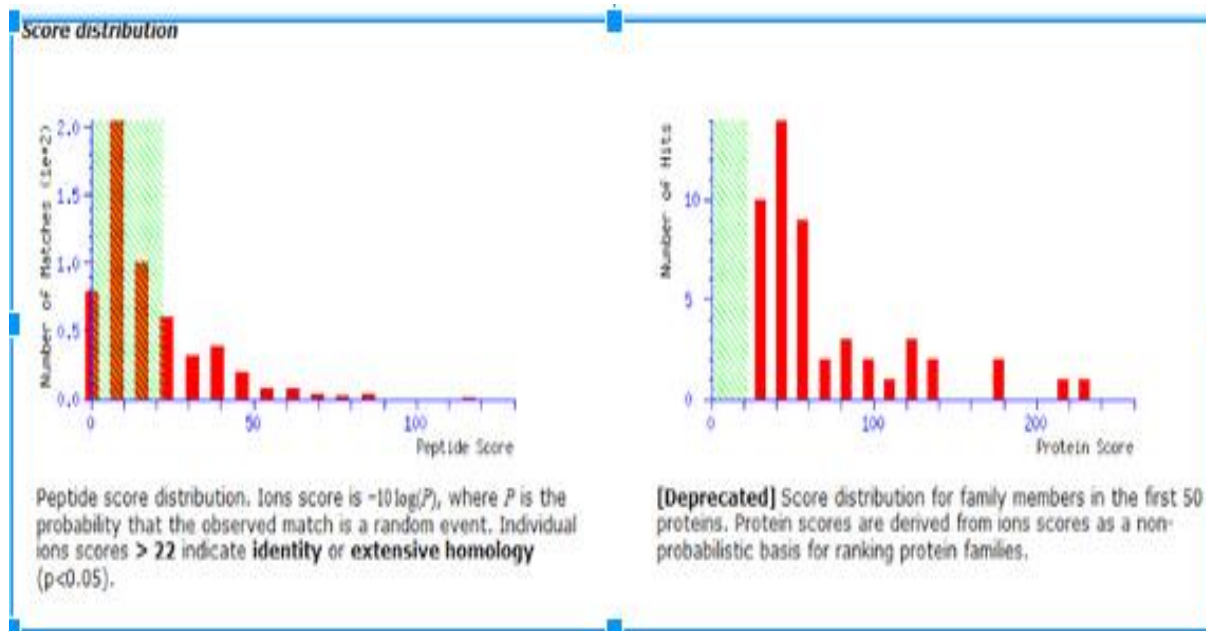 Score distribution
Number of Matches (1e+2)
2.0
1.5
1.0
0.5
0.0
0
50
100
Peptide Score
Peptide score distribution. Ions score is -10log(P), where P is the
probability that the observed match is a random event. Individual
ions scores > 22 indicate identity or extensive homology
(p<0.05).
Number of Hits
10
5
0
0
100
200
Protein Score
[Deprecated] Score distribution for family members in the first 50
proteins. Protein scores are derived from ions scores as a non-
probabilistic basis for ranking protein families.